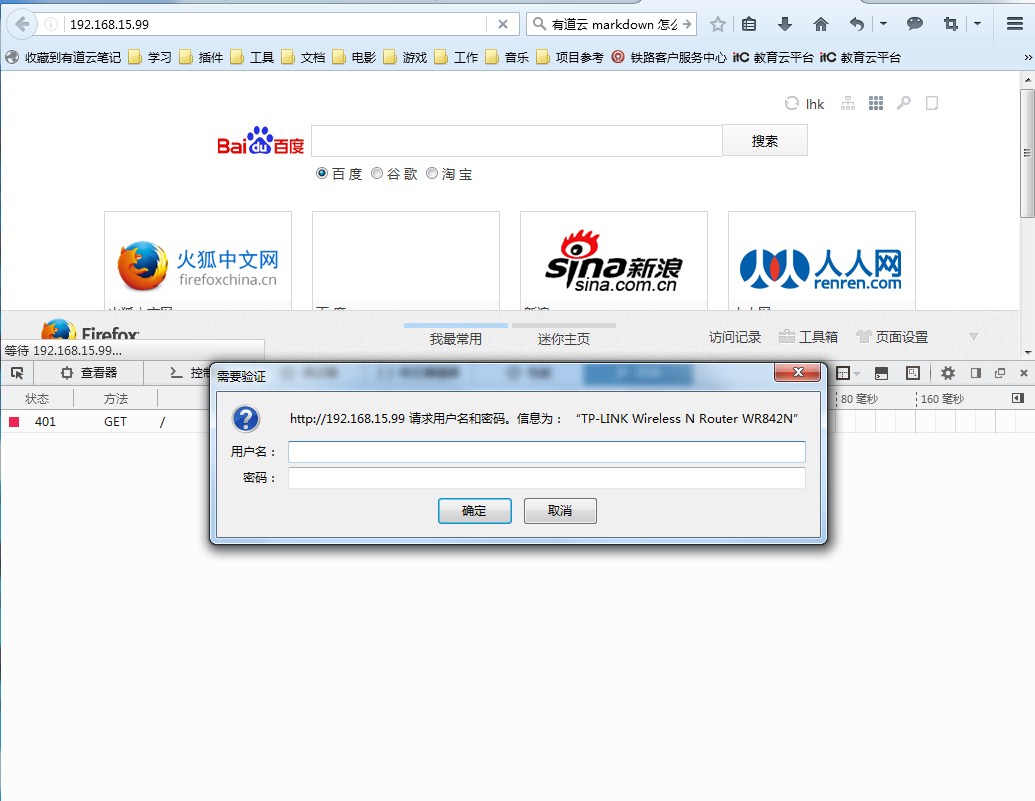 192.168.15.99
有道云 markdown 怎么
收藏到有道云笔记 学习 插件 工具 文档 电影 游戏 工作 音乐 项目参考 铁路客户服务中心 itC 教育云平台 itC 教育云平台 »
lhk
Bai du 百度 搜索
百 度 谷 歌 淘 宝
火狐中文网
firefoxchina.cn
sina新浪
sina.com.cn
人人网
renren.com
Firefox
我最常用 迷你主页 访问记录 工具箱 页面设置
等待 192.168.15.99...
查看器
需要验证
状态 方法 80 毫秒 160 毫秒
401 GET /
http://192.168.15.99 请求用户名和密码。信息为： “TP-LINK Wireless N Router WR842N”
用户名：
密码：
确定 取消